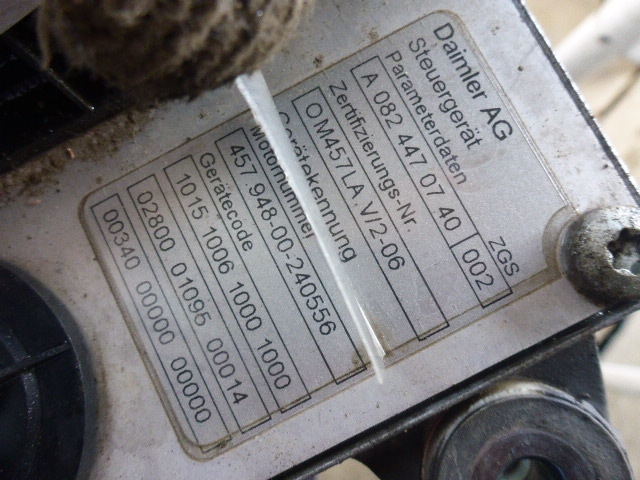 Daimler AG
Steuergerät
Parameterdaten ZGS
A 082 447 07 40 002
Zertifizierungs-Nr.
OM457LA.V/2-06
Gerätekennung
Motornummer
457.948-00-240556
Gerätecode
1015 1006 1000 1000
02800 01095 00014
00340 00000 00000